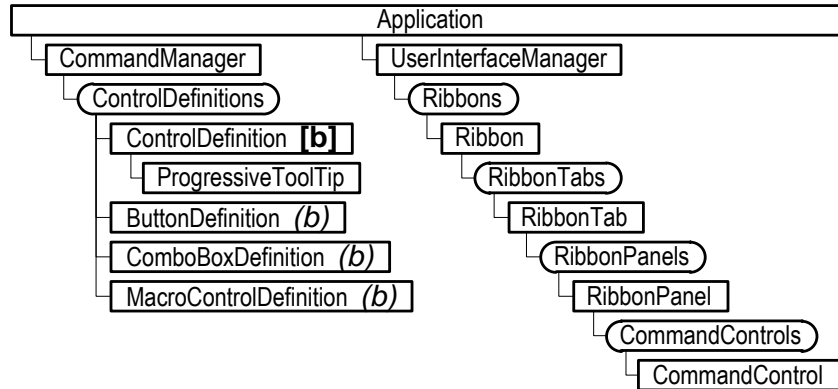 Application
CommandManager
ControlDefinitions
ControlDefinition [b]
ProgressiveToolTip
ButtonDefinition (b)
ComboBoxDefinition (b)
MacroControlDefinition (b)
UserInterfaceManager
Ribbons
Ribbon
RibbonTabs
RibbonTab
RibbonPanels
RibbonPanel
CommandControls
CommandControl